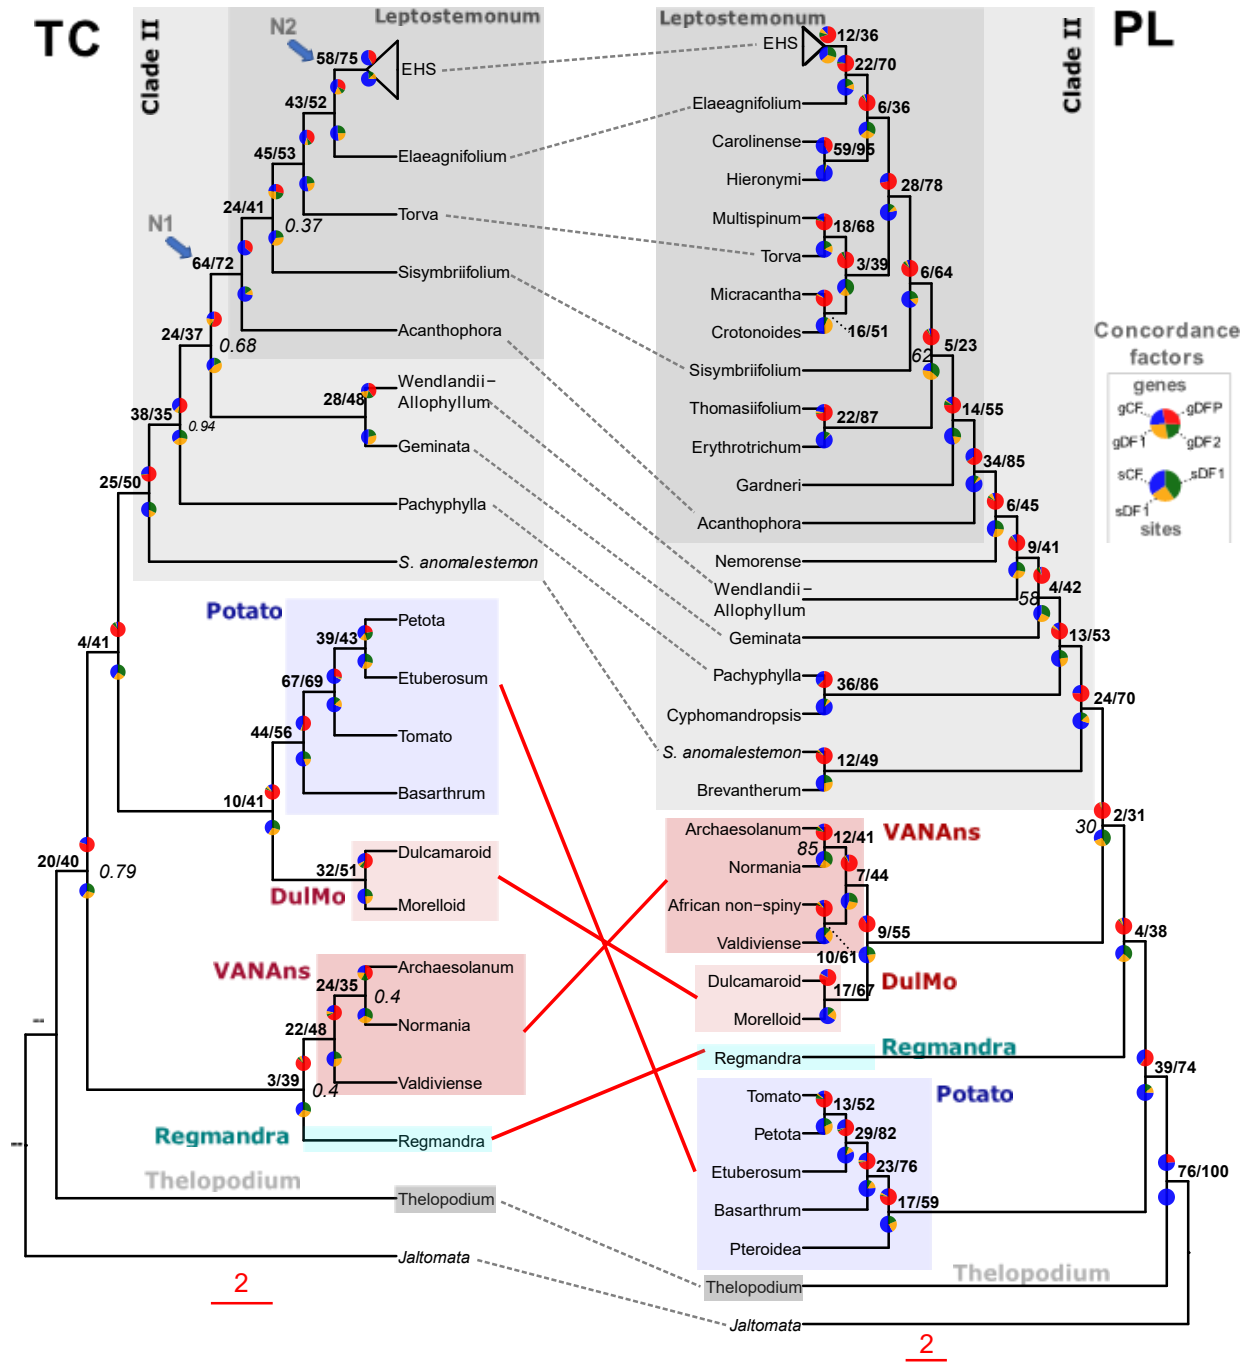 TC
Clade II
Leptostemonum
N2
58/75
EHS
43/52
Elaeagnifolium
45/53
Torva
24/41
0.37
N1
Sisymbriifolium
64/72
Acanthophora
24/37
0.68
Wendlandii–
Allophyllum
28/48
Geminata
38/35
0.94
Pachyphylla
25/50
S. anomalestemon
Potato
Petota
39/43
Etuberosum
4/41
67/69
Tomato
44/56
Basarthrum
10/41
Dulcamaroid
32/51
DulMo
Morelloid
20/40
0.79
VANAns
Archaesolanum
24/35
0.4
Normania
22/48
Valdiviense
3/39
0.4
Regmandra
Regmandra
Thelopodium
Thelopodium
Jaltomata
2
PL
Clade II
Leptostemonum
EHS
12/36
22/70
Elaeagnifolium
6/36
Carolinense
59/95
Hieronymi
28/78
Multispinum
18/68
Torva
3/39
6/64
Micracantha
Crotonoides
16/51
62
5/23
Sisymbriifolium
Thomasiifolium
22/87
14/55
Erythrotrichum
34/85
Gardneri
6/45
Acanthophora
9/41
Nemorense
4/42
58
Wendlandii–
Allophyllum
Geminata
13/53
Pachyphylla
36/86
24/70
Cyphomandropsis
S. anomalestemon
12/49
Brevantherum
2/31
30
Archaesolanum
12/41
VANAns
85
Normania
7/44
African non–spiny
9/55
4/38
Valdiviense
10/61
Dulcamaroid
17/67
DulMo
Morelloid
Regmandra
Regmandra
39/74
Tomato
13/52
Potato
Petota
29/82
Etuberosum
23/76
76/100
Basarthrum
17/59
Pteroidea
Thelopodium
Thelopodium
Jaltomata
2
Concordance
factors
genes
gCF
gDFP
gDF1
gDF2
sCF
sDF1
sDF1
sites